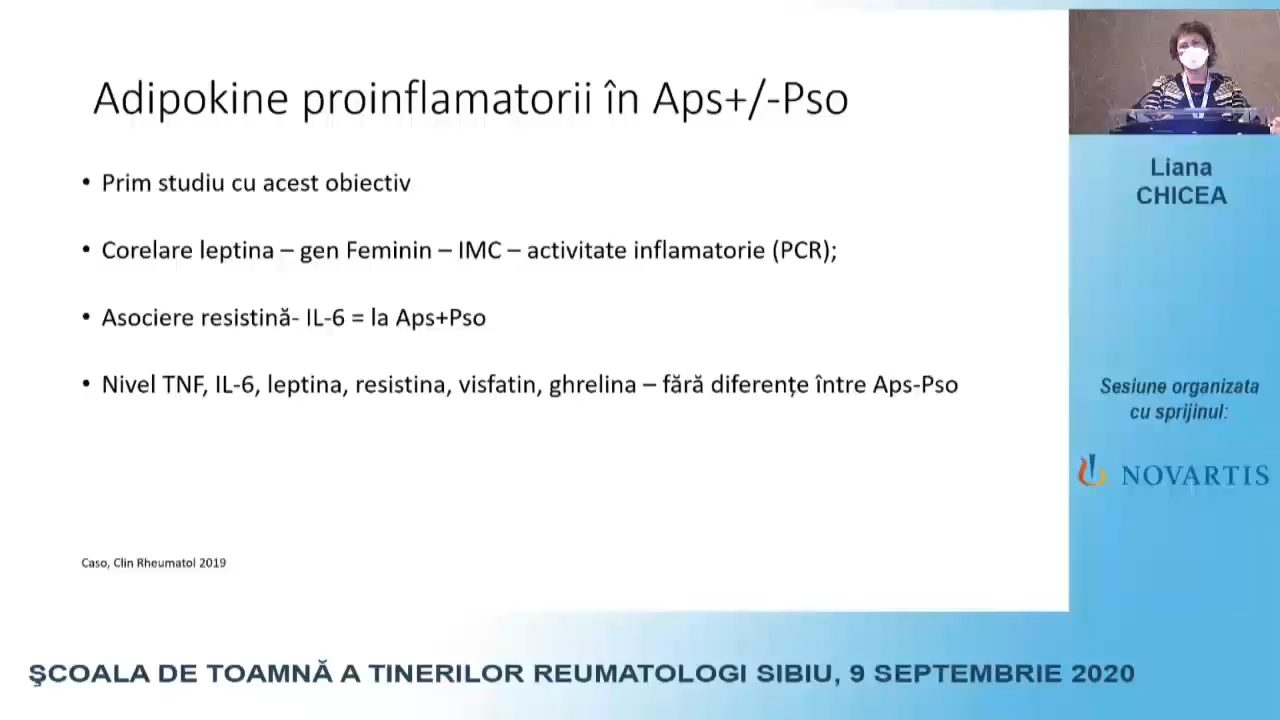 Adipokine proinflamatorii în Aps+/-Pso
• Prim studiu cu acest obiectiv
• Corelare leptina – gen Feminin – IMC – activitate inflamatorie (PCR);
• Asociere resistină- IL-6 = la Aps+Pso
• Nivel TNF, IL-6, leptina, resistina, visfatin, ghrelina – fără diferențe între Aps-Pso
Caso, Clin Rheumatol 2019
Liana
CHICEA
Sesiune organizata
cu sprijinul:
NOVARTIS
ŞCOALA DE TOAMNĂ A TINERILOR REUMATOLOGI SIBIU, 9 SEPTEMBRIE 2020